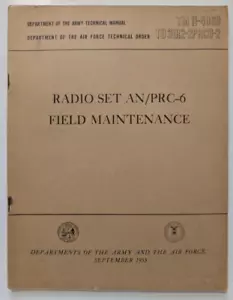 DEPARTMENT OF THE ARMY TECHNICAL MANUAL
DEPARTMENT OF THE AIR FORCE TECHNICAL ORDER
RADIO SET AN/PRC-6
FIELD MAINTENANCE
DEPARTMENTS OF THE ARMY AND THE AIR FORCE
SEPTEMBER